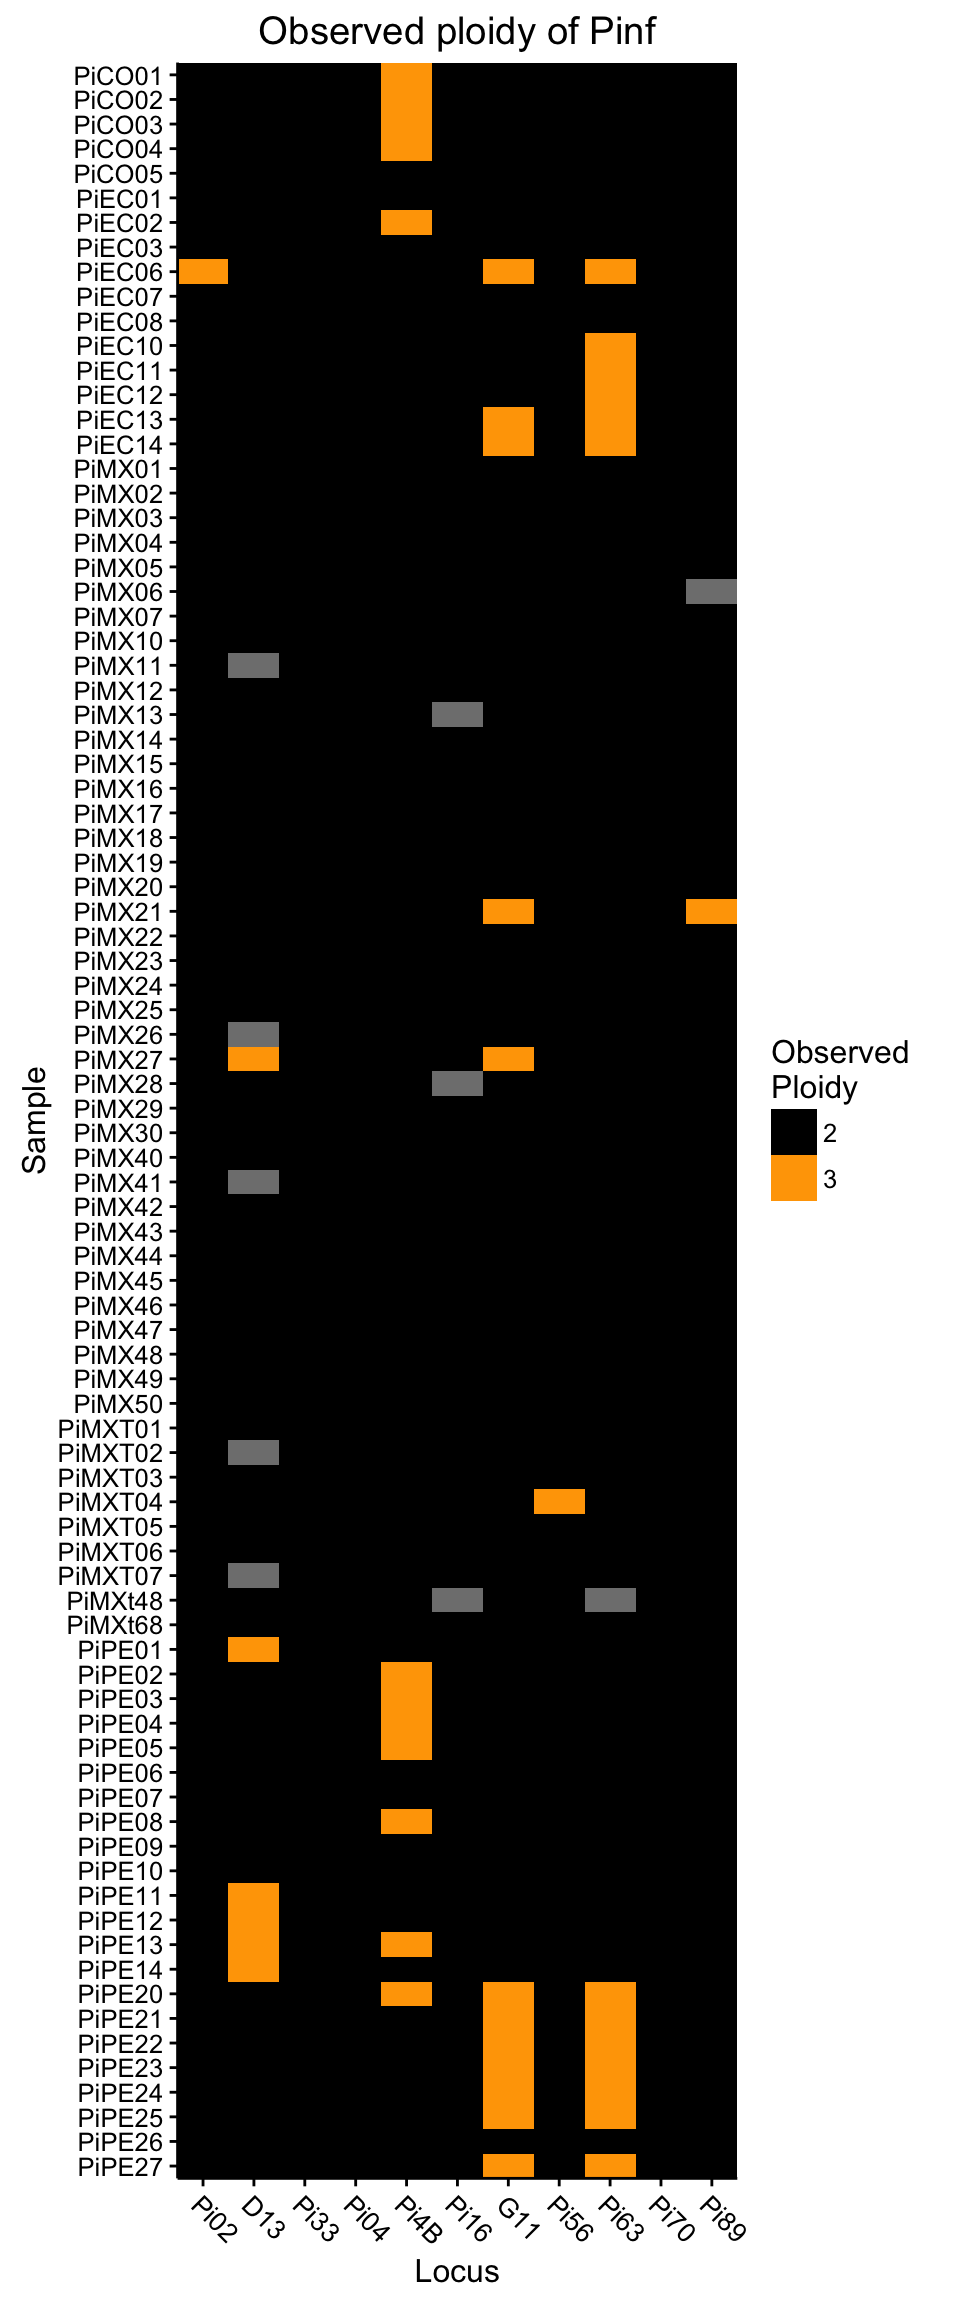 Observed ploidy of Pinf
PiCO01
PiCO02
PiCO03
PiCO04
PiCO05
PiEC01
PiEC02
PiEC03
PiEC06
PiEC07
PiEC08
PiEC10
PiEC11
PiEC12
PiEC13
PiEC14
PiMX01
PiMX02
PiMX03
PiMX04
PiMX05
PiMX06
PiMX07
PiMX10
PiMX11
PiMX12
PiMX13
PiMX14
PiMX15
PiMX16
PiMX17
PiMX18
PiMX19
PiMX20
PiMX21
PiMX22
PiMX23
PiMX24
PiMX25
PiMX26
PiMX27
PiMX28
PiMX29
PiMX30
PiMX40
PiMX41
PiMX42
PiMX43
PiMX44
PiMX45
PiMX46
PiMX47
PiMX48
PiMX49
PiMX50
PiMXT01
PiMXT02
PiMXT03
PiMXT04
PiMXT05
PiMXT06
PiMXT07
PiMXt48
PiMXt68
PiPE01
PiPE02
PiPE03
PiPE04
PiPE05
PiPE06
PiPE07
PiPE08
PiPE09
PiPE10
PiPE11
PiPE12
PiPE13
PiPE14
PiPE20
PiPE21
PiPE22
PiPE23
PiPE24
PiPE25
PiPE26
PiPE27
Sample
Pi02
D13
Pi33
Pi04
Pi4B
Pi16
G11
Pi56
Pi63
Pi70
Pi89
Locus
Observed
Ploidy
2
3